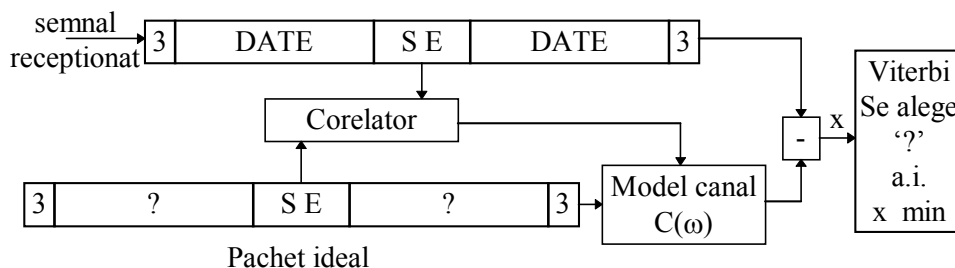 semnal
receptionat
3 DATE S E DATE 3
Corelator
3 ? S E ? 3
Pachet ideal
Model canal
C(ω)
-
x
Viterbi
Se alege
‘?’
a.i.
x min